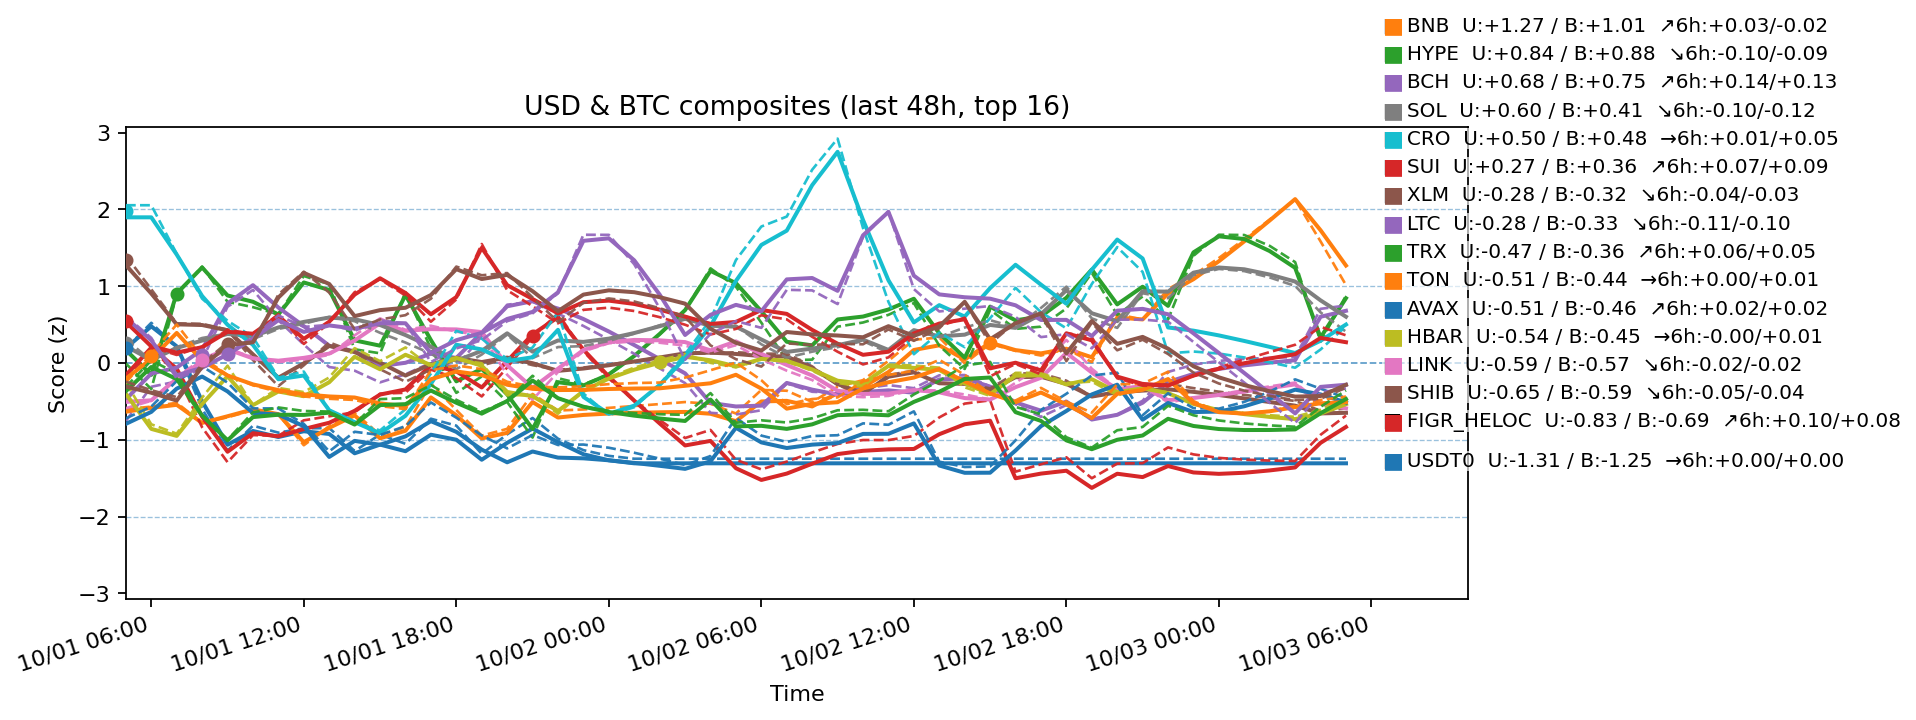 BNB U:+1.27 / B:+1.01 ↗6h:+0.03/-0.02
HYPE U:+0.84 / B:+0.88 ↘6h:-0.10/-0.09
BCH U:+0.68 / B:+0.75 ↗6h:+0.14/+0.13
SOL U:+0.60 / B:+0.41 ↘6h:-0.10/-0.12
CRO U:+0.50 / B:+0.48 →6h:+0.01/+0.05
SUI U:+0.27 / B:+0.36 ↗6h:+0.07/+0.09
XLM U:-0.28 / B:-0.32 ↘6h:-0.04/-0.03
LTC U:-0.28 / B:-0.33 ↘6h:-0.11/-0.10
TRX U:-0.47 / B:-0.36 ↗6h:+0.06/+0.05
TON U:-0.51 / B:-0.44 →6h:+0.00/+0.01
AVAX U:-0.51 / B:-0.46 ↗6h:+0.02/+0.02
HBAR U:-0.54 / B:-0.45 →6h:-0.00/+0.01
LINK U:-0.59 / B:-0.57 ↘6h:-0.02/-0.02
SHIB U:-0.65 / B:-0.59 ↘6h:-0.05/-0.04
FIGR_HELOC U:-0.83 / B:-0.69 ↗6h:+0.10/+0.08
USDT0 U:-1.31 / B:-1.25 →6h:+0.00/+0.00
USD & BTC composites (last 48h, top 16)
Score (z)
3
2
1
0
−1
−2
−3
10/01 06:00
10/01 12:00
10/01 18:00
10/02 00:00
10/02 06:00
10/02 12:00
10/02 18:00
10/03 00:00
10/03 06:00
Time